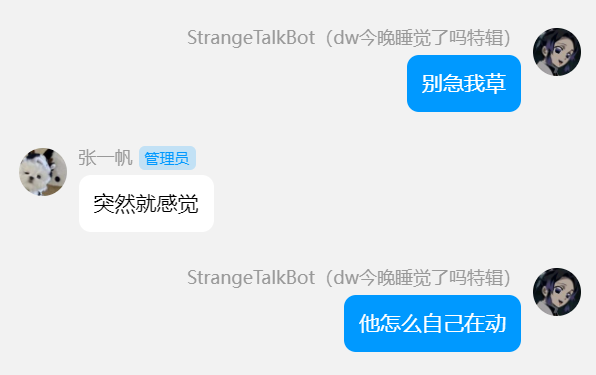 StrangeTalkBot（dw今晚睡觉了吗特辑）
别急我草
张一帆 管理员
突然就感觉
StrangeTalkBot（dw今晚睡觉了吗特辑）
他怎么自己在动